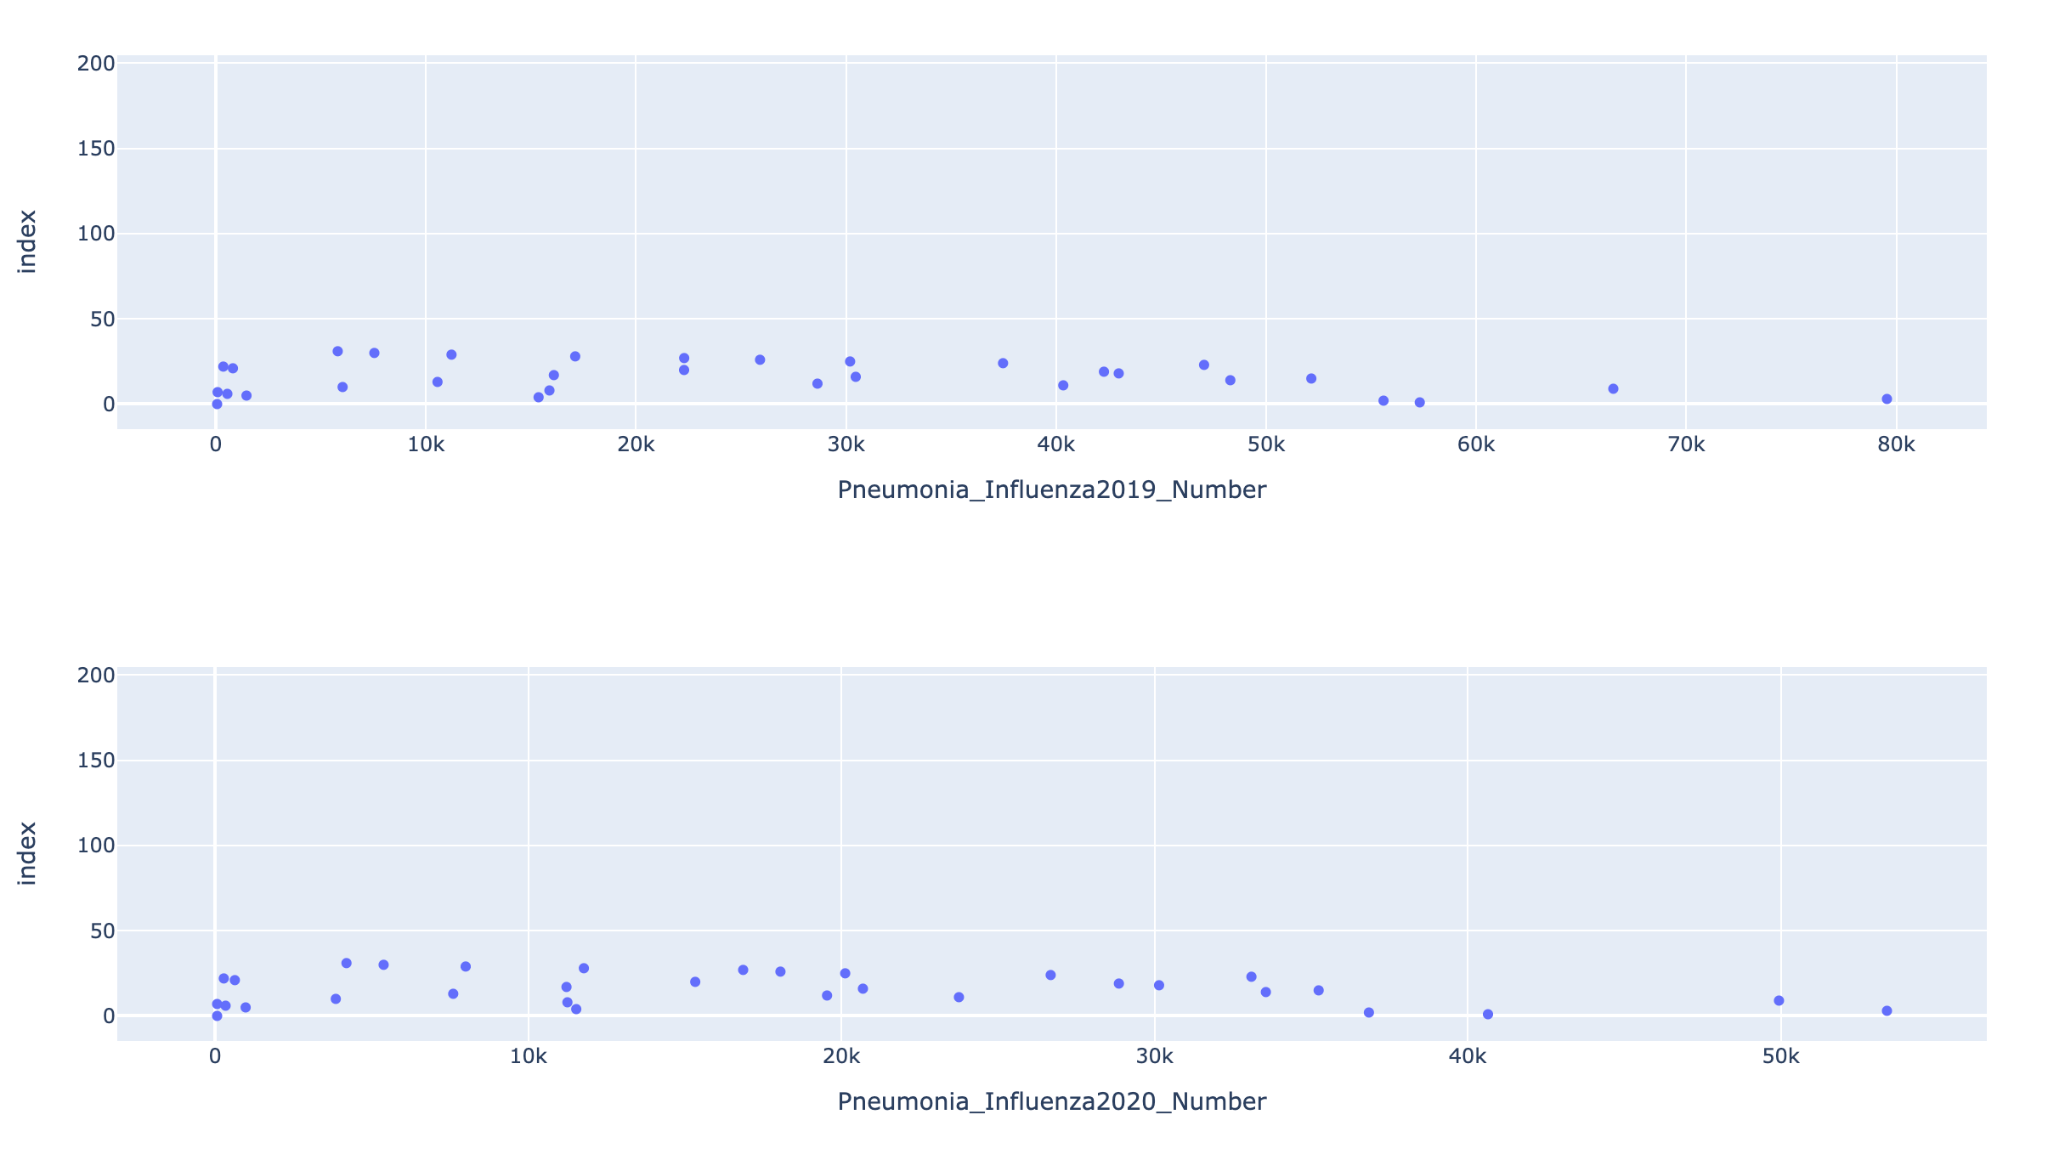 200
150
100
50
0
index
0 10k 20k 30k 40k 50k 60k 70k 80k
Pneumonia_Influenza2019_Number
200
150
100
50
0
index
0 10k 20k 30k 40k 50k
Pneumonia_Influenza2020_Number